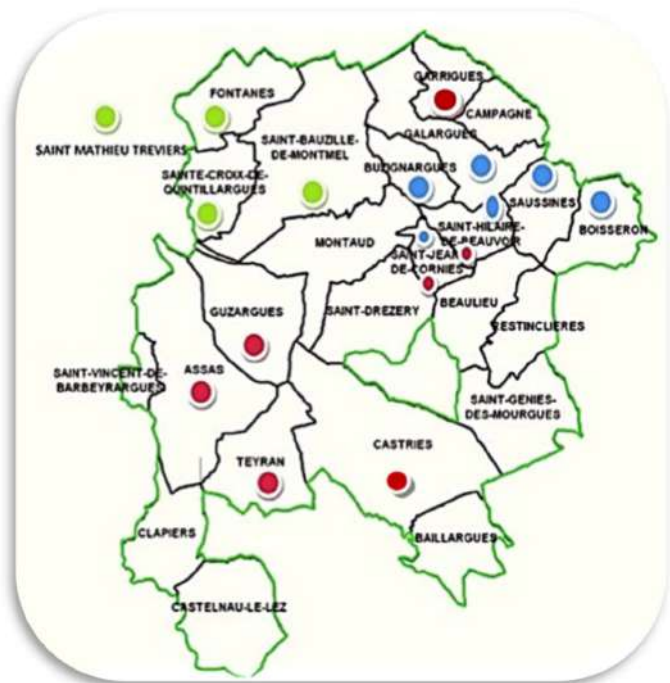 GARRIGUES
FONTANES
CAMPAGNE
SAINT MATHIEU TREVIERS
SAINT-BAUZILLE-
DE-MONTMEL
GALARGUES
BUZIGNARGUES
SAINTE-CROIX-DE-
QUINTILLARGUES
SAUSSINES
BOISSERON
SAINT-HILAIRE-
DE-BEAUVOIR
MONTAUD
SAINT-JEAN
DE-CORNIES
GUZARGUES
SAINT-DREZERY
BEAULIEU
RESTINCLIERES
SAINT-VINCENT-DE-
BARBEYRARGUES
ASSAS
SAINT-GENIES-
DES-MOURGUES
CASTRIES
TEYRAN
CLAPIERS
BAILLARGUES
CASTELNAU-LE-LEZ